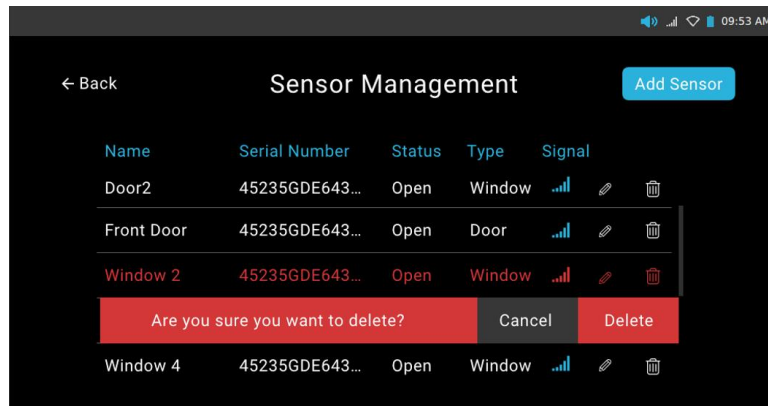 09:53 AM
← Back Sensor Management Add Sensor
Name Serial Number Status Type Signal
Door2 45235GDE643... Open Window
Front Door 45235GDE643... Open Door
Window 2 45235GDE643... Open Window
Are you sure you want to delete? Cancel Delete
Window 4 45235GDE643... Open Window